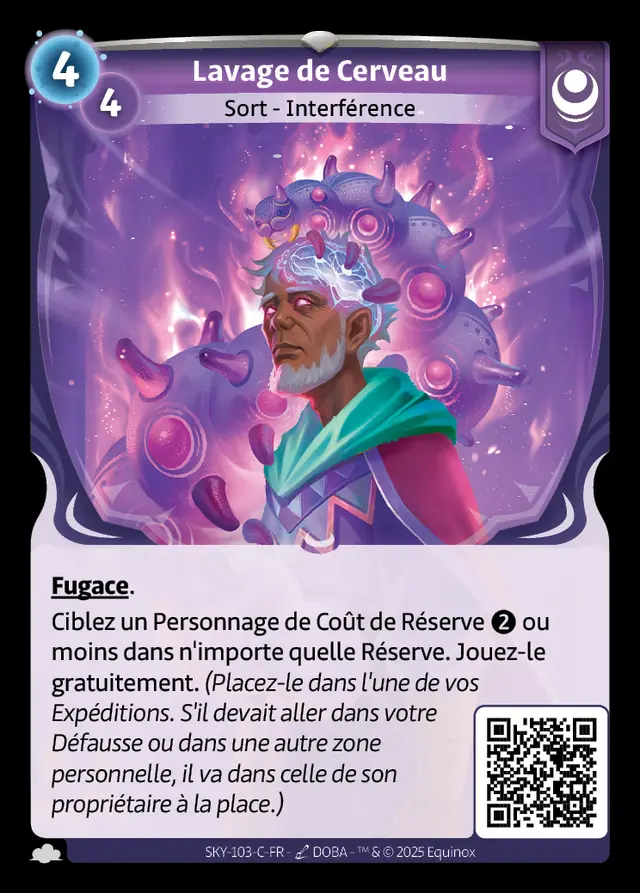 4
4
Lavage de Cerveau
Sort - Interférence
Fugace.
Ciblez un Personnage de Coût de Réserve 2 ou
moins dans n'importe quelle Réserve. Jouez-le
gratuitement. (Placez-le dans l'une de vos
Expéditions. S'il devait aller dans votre
Défausse ou dans une autre zone
personnelle, il va dans celle de son
propriétaire à la place.)
SKY-103-C-FR - DOBA - ™ & © 2025 Equinox